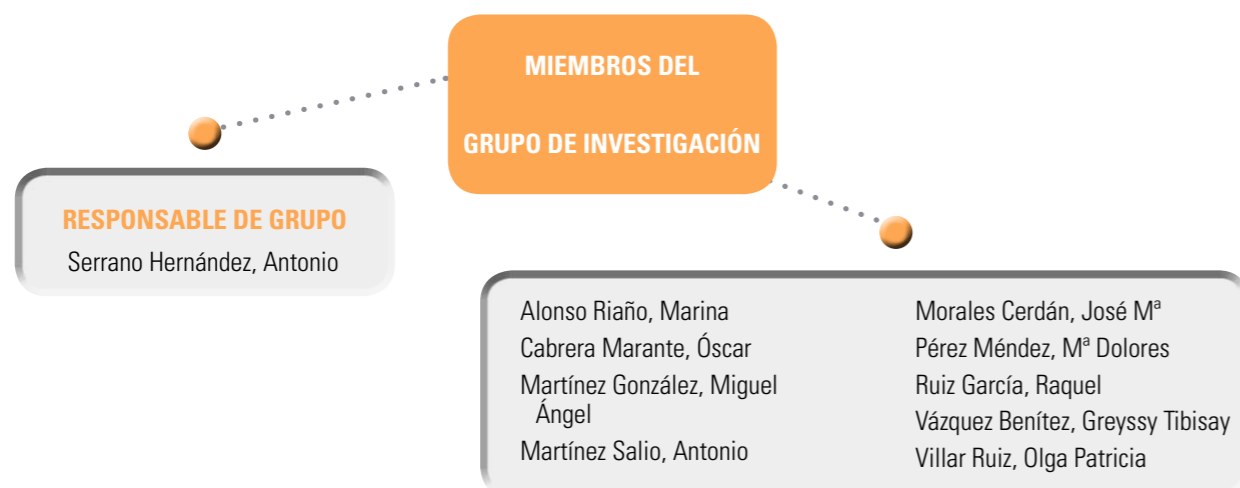 MIEMBROS DEL
GRUPO DE INVESTIGACIÓN
RESPONSABLE DE GRUPO
Serrano Hernández, Antonio
Alonso Riaño, Marina
Cabrera Marante, Óscar
Martínez González, Miguel
Ángel
Martínez Salio, Antonio
Morales Cerdán, José Mª
Pérez Méndez, Mª Dolores
Ruiz García, Raquel
Vázquez Benítez, Greyssy Tibisay
Villar Ruiz, Olga Patricia